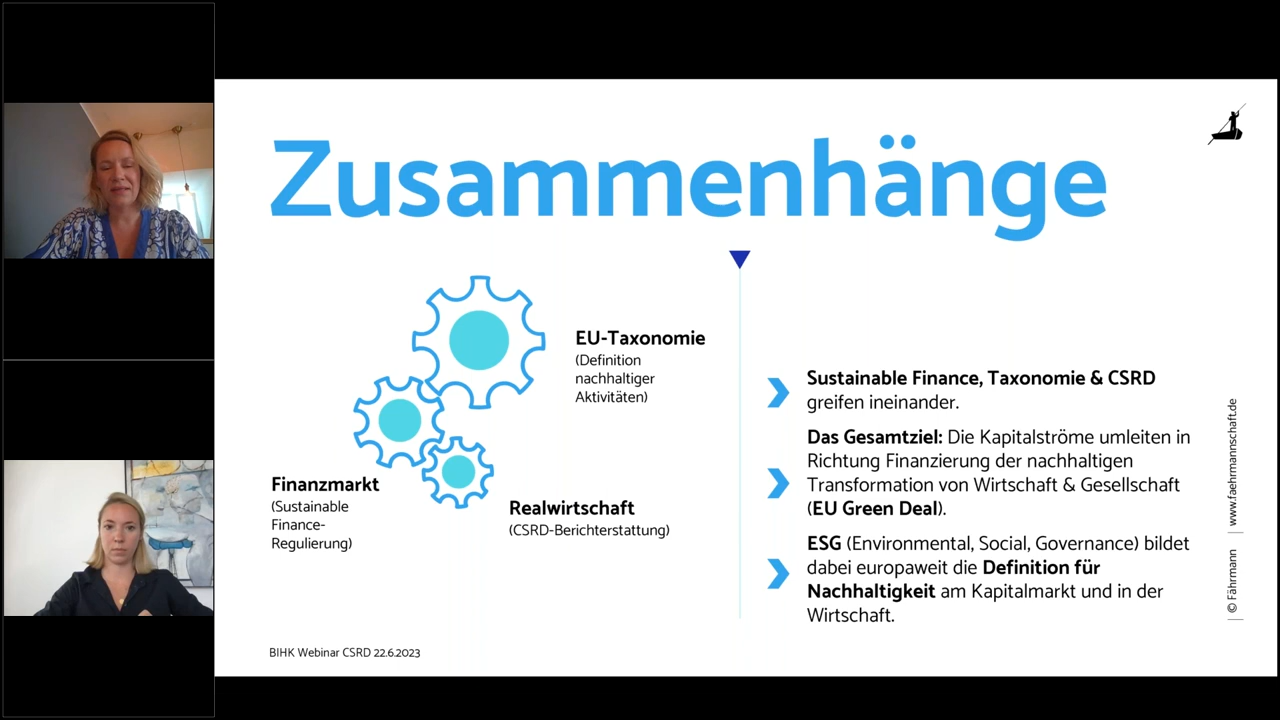 Zusammenhänge
EU-Taxonomie
(Definition
nachhaltiger
Aktivitäten)
Finanzmarkt
(Sustainable
Finance-
Regulierung)
Realwirtschaft
(CSRD-Berichterstattung)
Sustainable Finance, Taxonomie & CSRD
greifen ineinander.
Das Gesamtziel: Die Kapitalströme umleiten in
Richtung Finanzierung der nachhaltigen
Transformation von Wirtschaft & Gesellschaft
(EU Green Deal).
ESG (Environmental, Social, Governance) bildet
dabei europaweit die Definition für
Nachhaltigkeit am Kapitalmarkt und in der
Wirtschaft.
| © Fährmann | www.faehrmannschaft.de
BIHK Webinar CSRD 22.6.2023